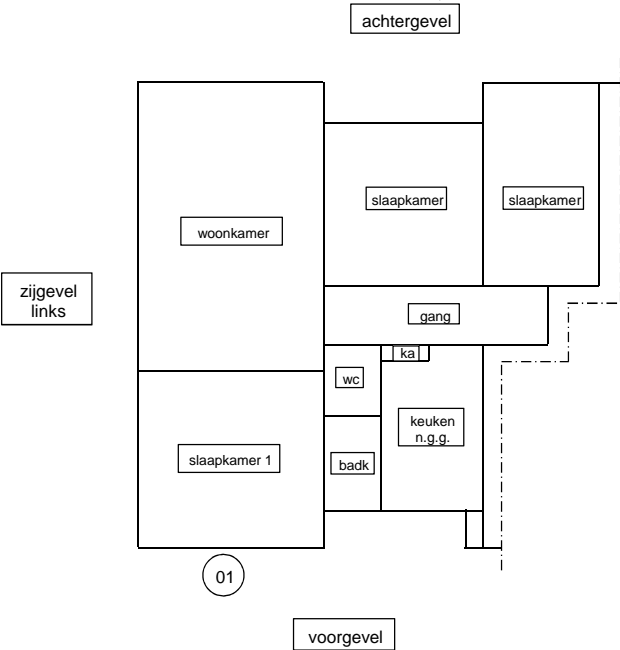 achtergevel
slaapkamer
slaapkamer
woonkamer
zijgevel
links
gang
ka
wc
keuken
n.g.g.
slaapkamer 1
badk
01
voorgevel